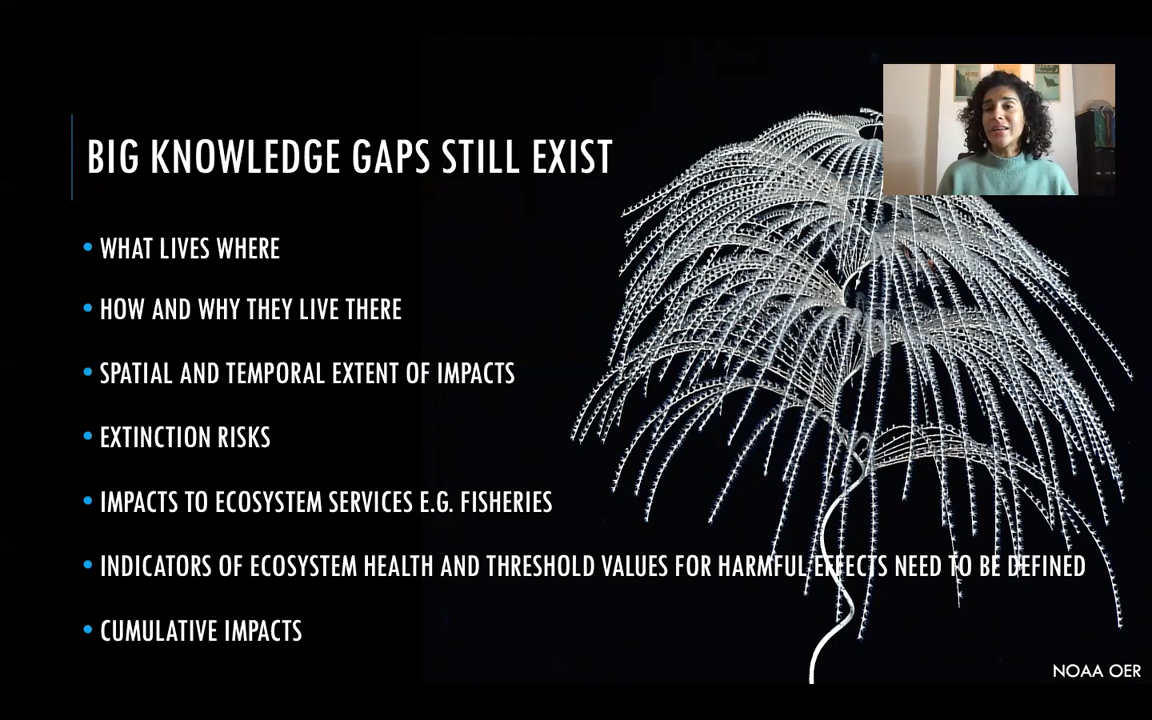 BIG KNOWLEDGE GAPS STILL EXIST
• WHAT LIVES WHERE
• HOW AND WHY THEY LIVE THERE
• SPATIAL AND TEMPORAL EXTENT OF IMPACTS
• EXTINCTION RISKS
• IMPACTS TO ECOSYSTEM SERVICES E.G. FISHERIES
• INDICATORS OF ECOSYSTEM HEALTH AND THRESHOLD VALUES FOR HARMFUL EFFECTS NEED TO BE DEFINED
• CUMULATIVE IMPACTS
NOAA OER